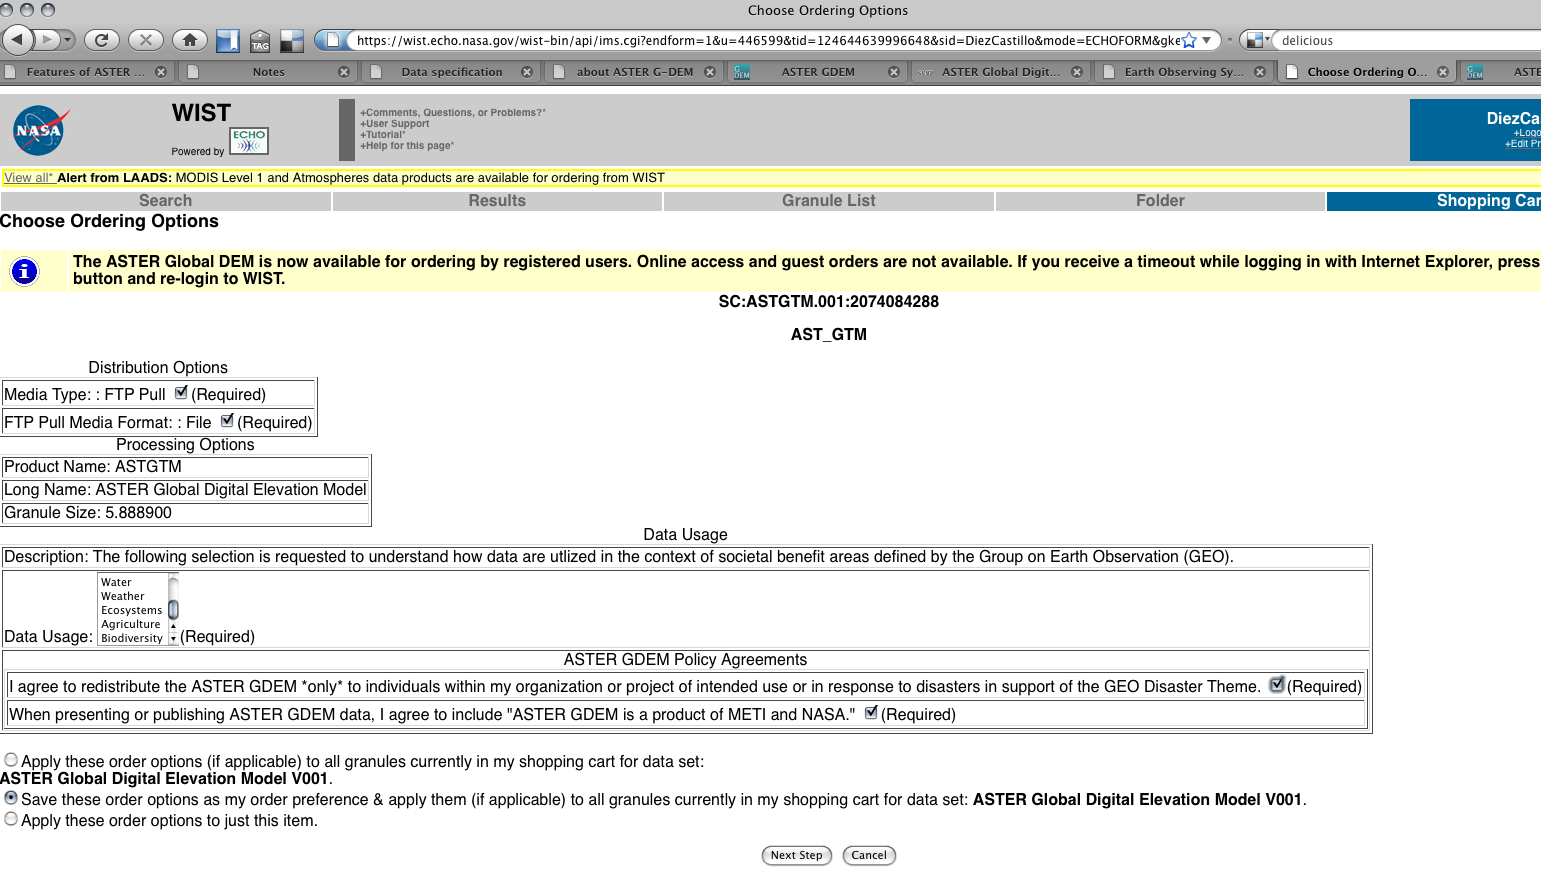 Choose Ordering Options
https://wist.echo.nasa.gov/wist-bin/api/ims.cgi?endform=1&u=446599&tid=124644639996648&sid=DiezCastillo&mode=ECHOFORM&gke
delicious
TAG
Features of ASTER ...
Notes
Data specification
about ASTER G-DEM
ASTER GDEM
ASTER Global Digit...
Earth Observing Sy...
Choose Ordering O...
ASTE
NASA
WIST
Powered by ECHO
+Comments, Questions, or Problems?*
+User Support
+Tutorial*
+Help for this page*
DiezCa
+Logo
+Edit Pr
View all* Alert from LAADS: MODIS Level 1 and Atmospheres data products are available for ordering from WIST
Search Results Granule List Folder Shopping Car
Choose Ordering Options
The ASTER Global DEM is now available for ordering by registered users. Online access and guest orders are not available. If you receive a timeout while logging in with Internet Explorer, press
button and re-login to WIST.
SC:ASTGTM.001:2074084288
AST_GTM
Distribution Options
Media Type: : FTP Pull (Required)
FTP Pull Media Format: : File (Required)
Processing Options
Product Name: ASTGTM
Long Name: ASTER Global Digital Elevation Model
Granule Size: 5.888900
Data Usage
Description: The following selection is requested to understand how data are utlized in the context of societal benefit areas defined by the Group on Earth Observation (GEO).
Water
Weather
Ecosystems
Agriculture
Biodiversity
Data Usage: (Required)
ASTER GDEM Policy Agreements
I agree to redistribute the ASTER GDEM *only* to individuals within my organization or project of intended use or in response to disasters in support of the GEO Disaster Theme. (Required)
When presenting or publishing ASTER GDEM data, I agree to include "ASTER GDEM is a product of METI and NASA." (Required)
Apply these order options (if applicable) to all granules currently in my shopping cart for data set:
ASTER Global Digital Elevation Model V001.
Save these order options as my order preference & apply them (if applicable) to all granules currently in my shopping cart for data set: ASTER Global Digital Elevation Model V001.
Apply these order options to just this item.
Next Step Cancel